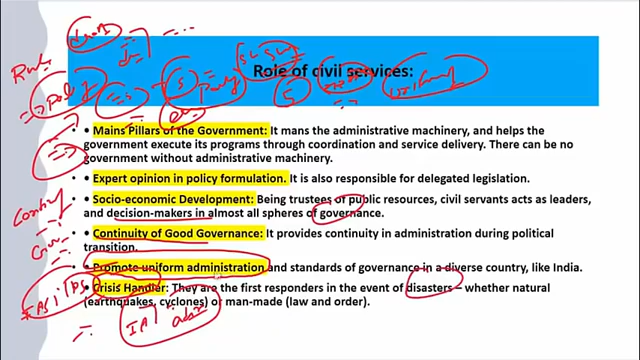 Role of civil services:
• • Mains Pillars of the Government: It mans the administrative machinery, and helps the
government execute its programs through coordination and service delivery. There can be no
government without administrative machinery.
• • Expert opinion in policy formulation. It is also responsible for delegated legislation.
• • Socio-economic Development: Being trustees of public resources, civil servants acts as leaders,
and decision-makers in almost all spheres of governance.
• • Continuity of Good Governance: It provides continuity in administration during political
transition.
• • Promote uniform administration and standards of governance in a diverse country, like India.
• • Crisis Handler: They are the first responders in the event of disasters – whether natural
(earthquakes, cyclones) or man-made (law and order).